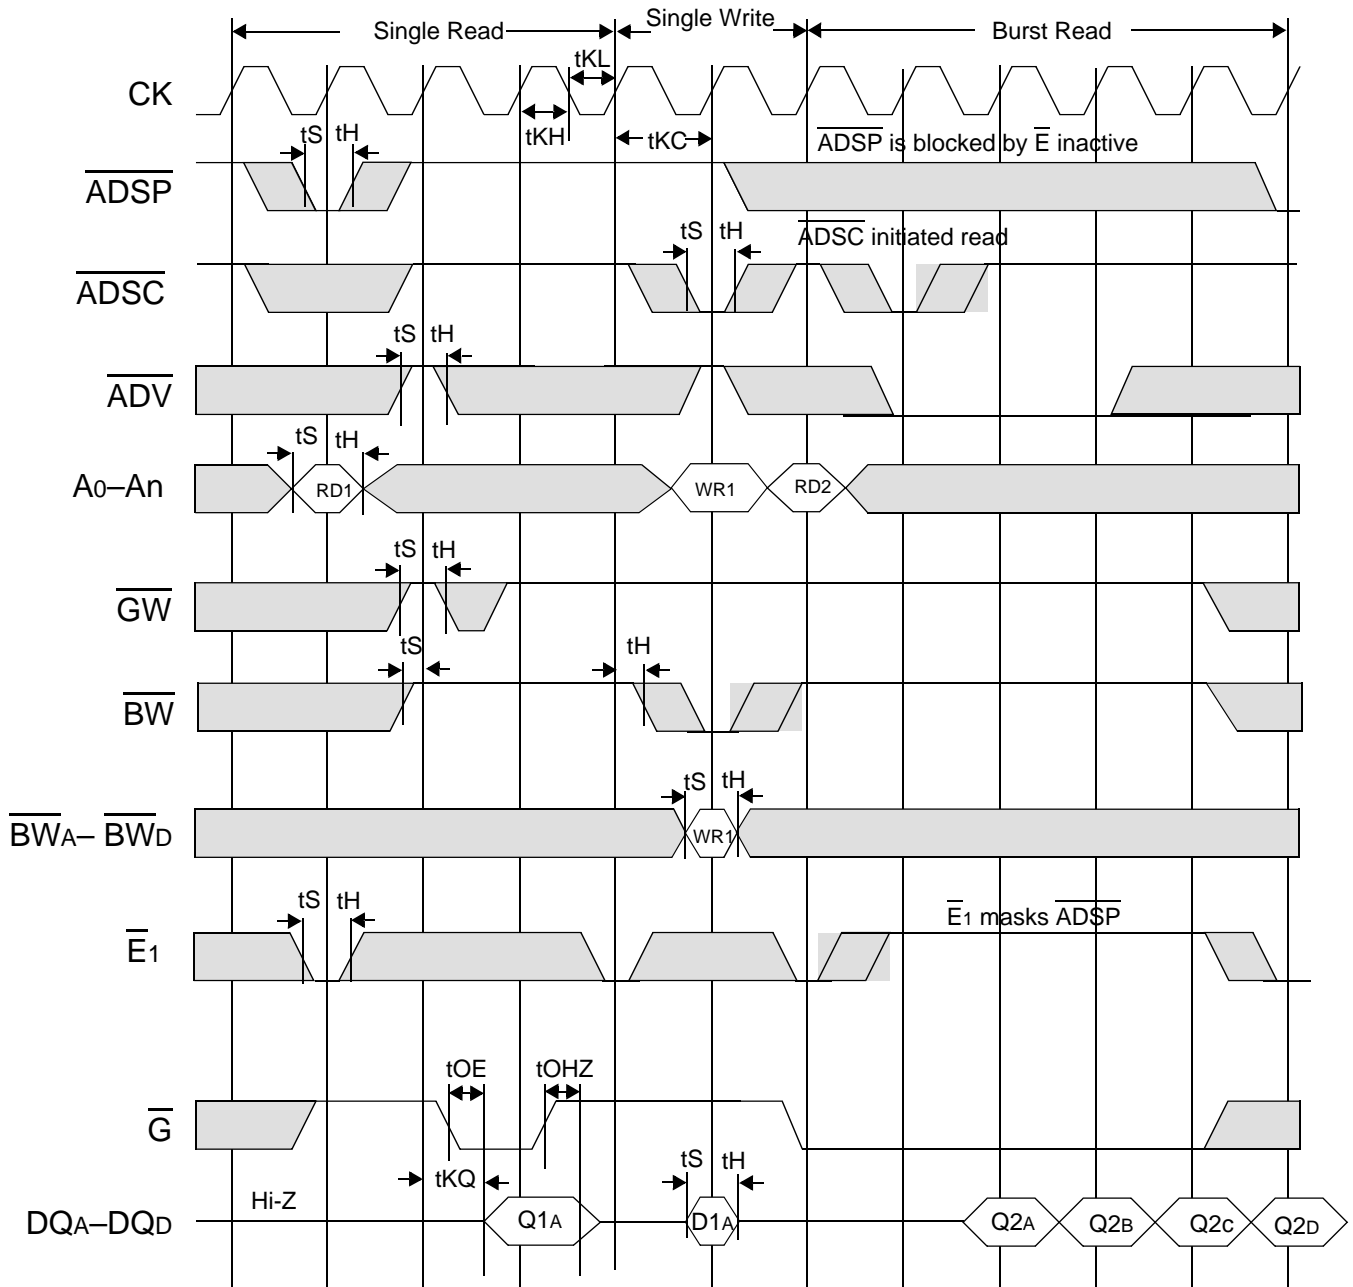 Single Read Single Write Burst Read
tKL
CK
tS tH tKH tKC ADSP is blocked by E inactive
ADSP
tS tH ADSC initiated read
ADSC
tS tH
ADV
tS tH
A0–An RD1 WR1 RD2
tS tH
GW
tS tH
BW
tS tH
BWA– BWD WR1
tS tH E1 masks ADSP
E1
tOE tOHZ
G
tKQ tS tH
Hi-Z
DQA–DQD Q1A D1A Q2A Q2B Q2C Q2D